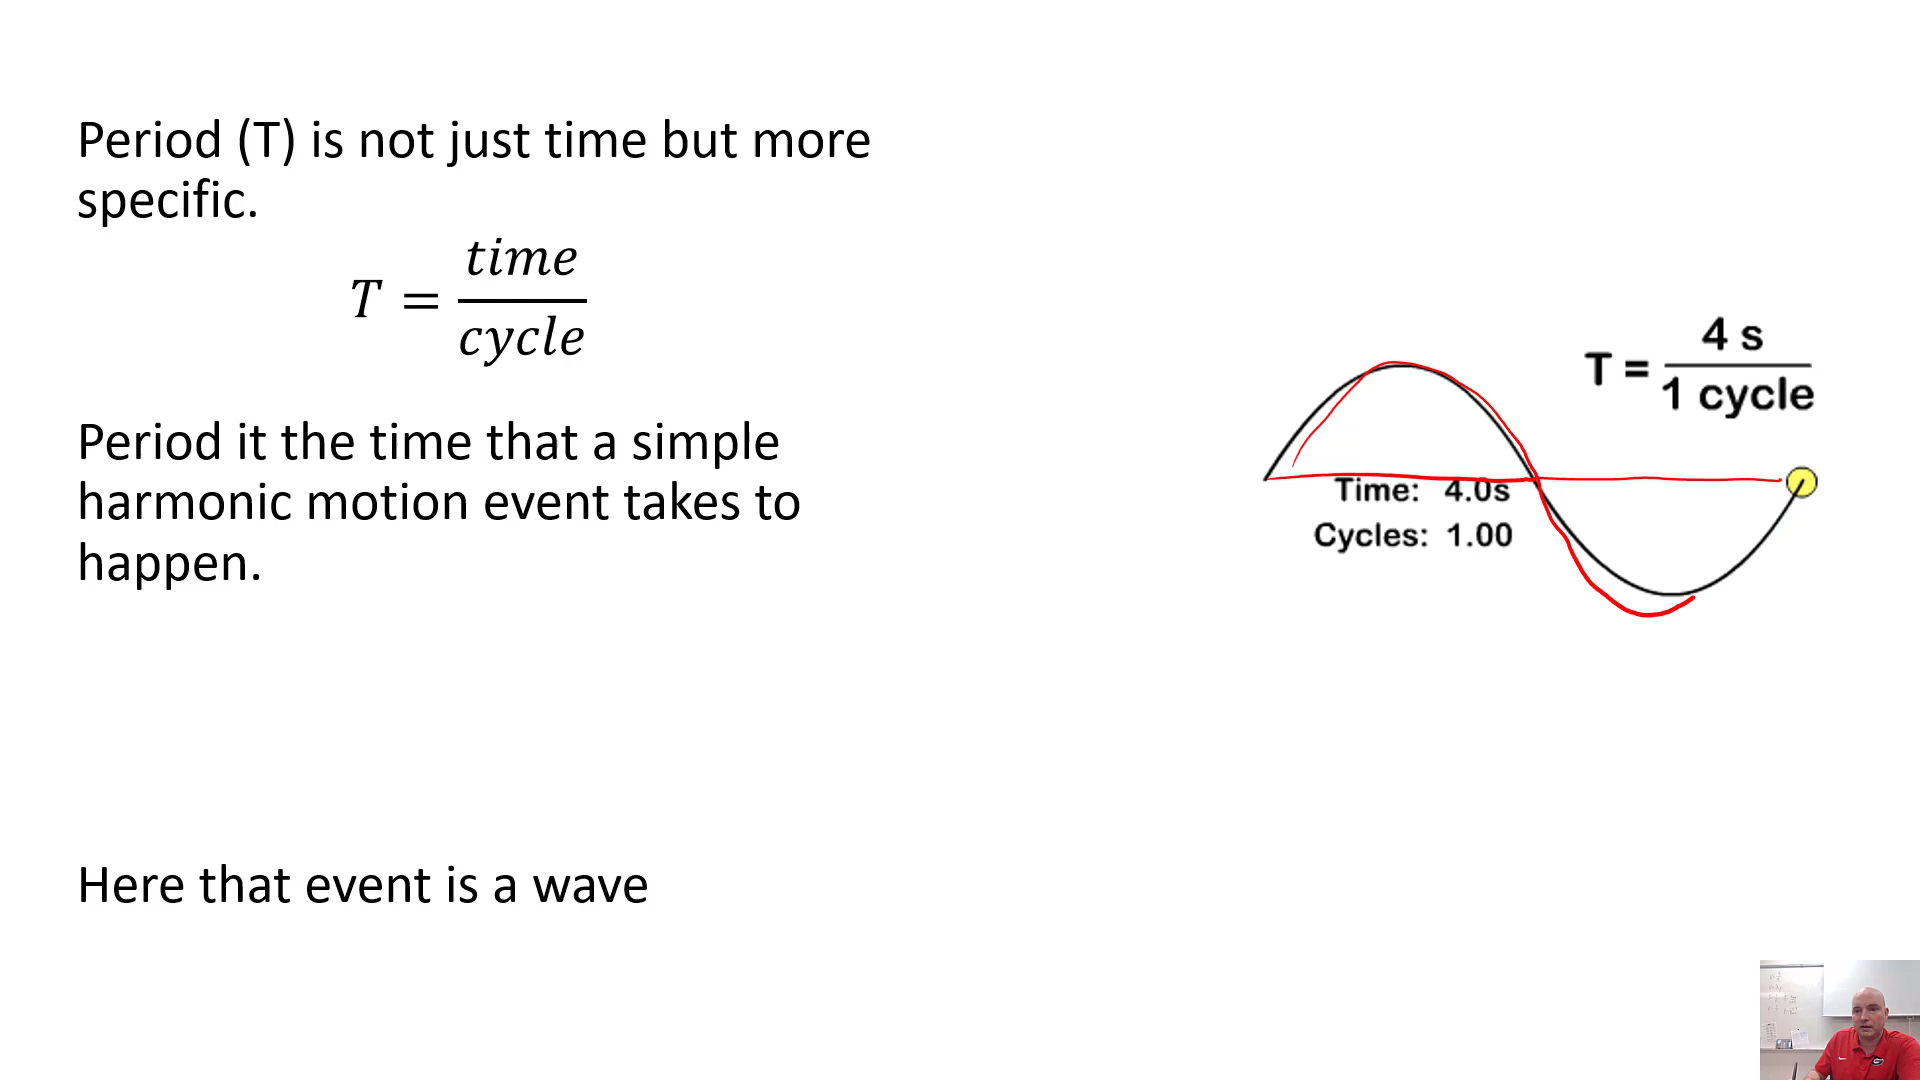 Period (T) is not just time but more
specific.
T = time/cycle
Period it the time that a simple
harmonic motion event takes to
happen.
Here that event is a wave
T = 4 s/1 cycle
Time: 4.0s
Cycles: 1.00